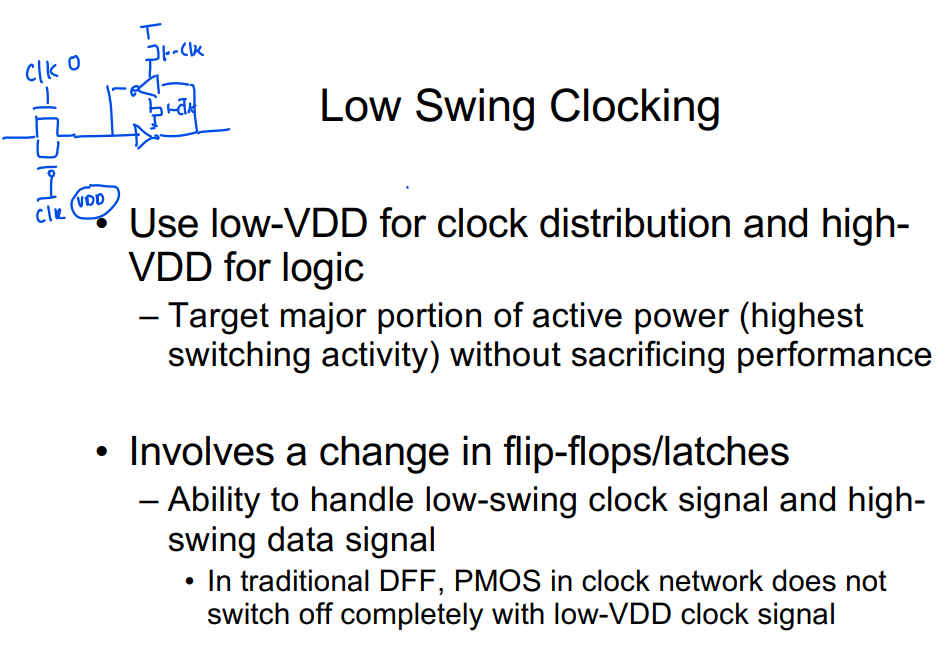 T
-Clk
Clk 0
Low Swing Clocking
Clk VDD
• Use low-VDD for clock distribution and high-
VDD for logic
– Target major portion of active power (highest
switching activity) without sacrificing performance
• Involves a change in flip-flops/latches
– Ability to handle low-swing clock signal and high-
swing data signal
• In traditional DFF, PMOS in clock network does not
switch off completely with low-VDD clock signal